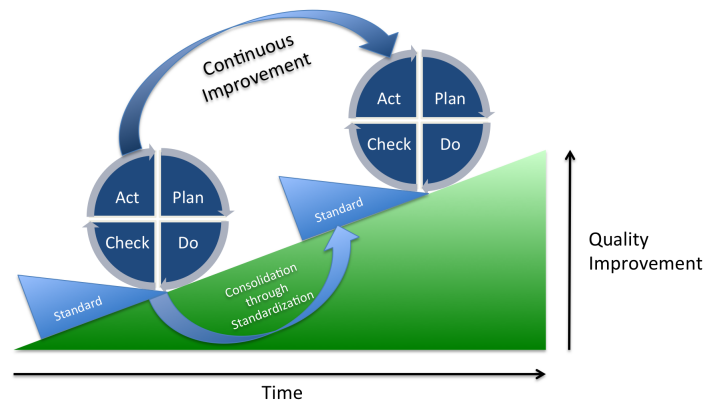 Continuous
Improvement
Act Plan
Check Do
Act Plan
Check Do
Standard
Standard
Consolidation
through
Standardization
Quality
Improvement
Time